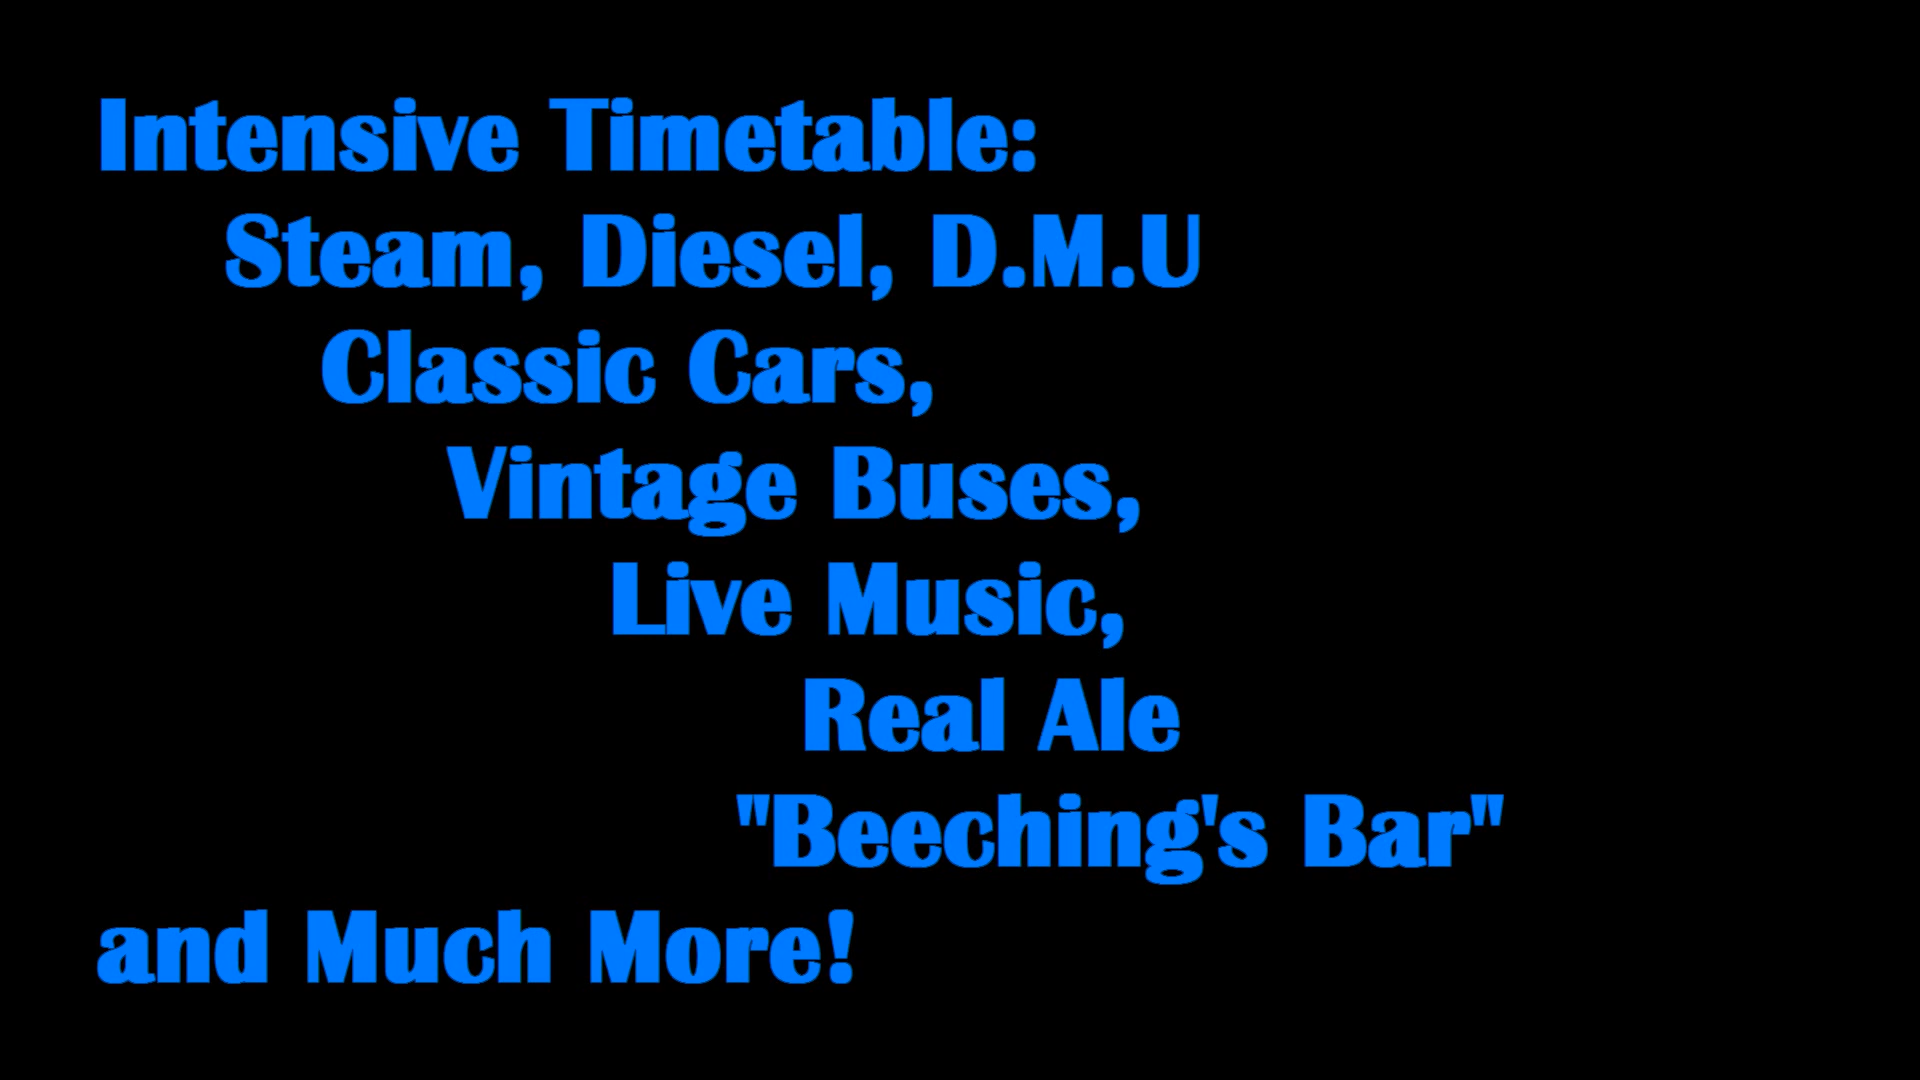 Intensive Timetable:
Steam, Diesel, D.M.U
Classic Cars,
Vintage Buses,
Live Music,
Real Ale
"Beeching's Bar"
and Much More!